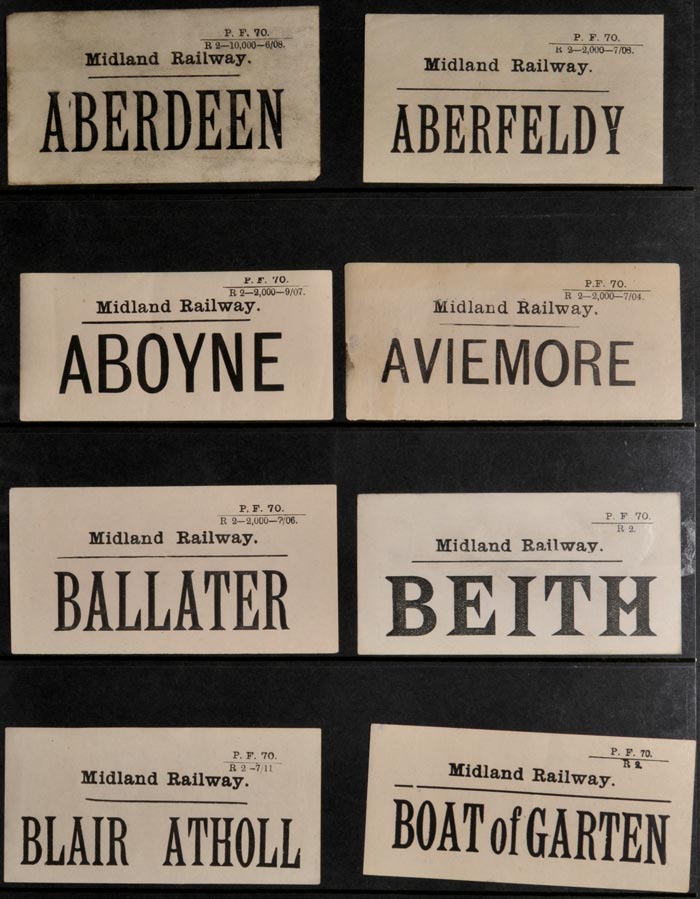 P. F. 70.
R 2—10,000—6/08.
Midland Railway.
ABERDEEN
P. F. 70.
R 2—2,000—7/08.
Midland Railway.
ABERFELDY
P. F. 70.
R 2—2,000—9/07.
Midland Railway.
ABOYNE
P.F. 70.
R 2—2,000—7/04.
Midland Railway.
AVIEMORE
P. F. 70.
R 2—2,000—7/06.
Midland Railway.
BALLATER
P. F 70.
R 2.
Midland Railway.
BEITH
P. F. 70.
R 2-7/11
Midland Railway.
BLAIR ATHOLL
P. F. 70.
R 2.
Midland Railway.
BOAT of GARTEN